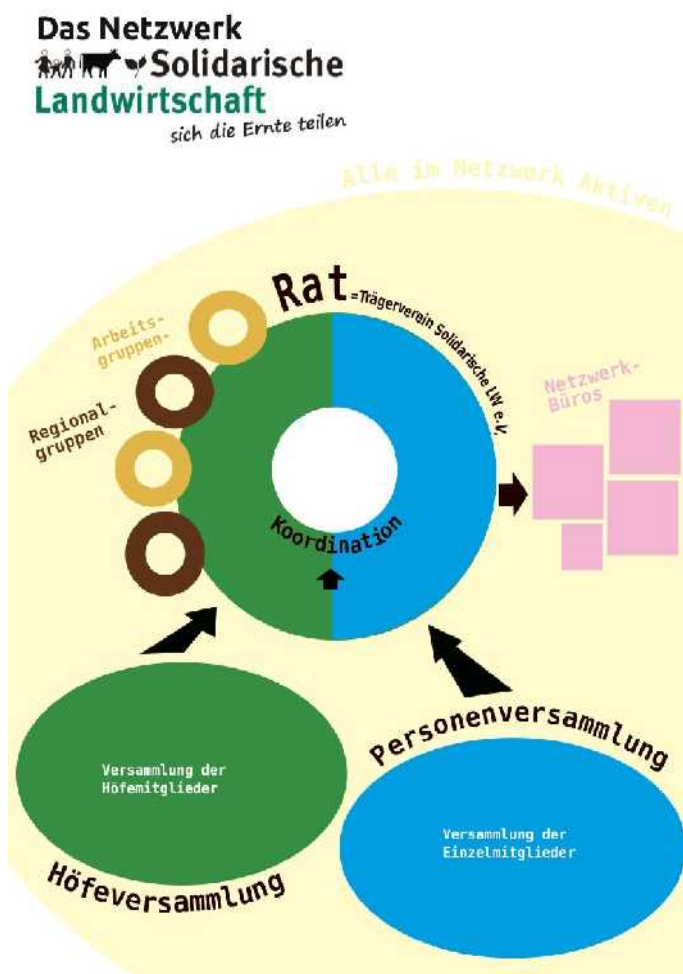 Das Netzwerk
Solidarische
Landwirtschaft
sich die Ernte teilen
Alle im Netzwerk Aktiven
Rat =Trägerverein Solidarische LW e.V.
Arbeits-
gruppen-
Regional-
gruppen
Netzwerk-
Büros
Koordination
Personenversammlung
Versammlung der
Höfemitglieder
Versammlung der
Einzelmitglieder
Höfeversammlung